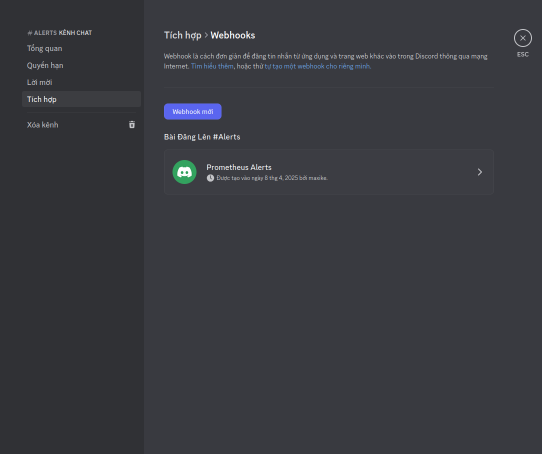 # ALERTS KÊNH CHAT
Tổng quan
Quyền hạn
Lời mời
Tích hợp
Xóa kênh
Tích hợp > Webhooks
Webhook là cách đơn giản để đăng tin nhắn từ ứng dụng và trang web khác vào trong Discord thông qua mạng
Internet. Tìm hiểu thêm, hoặc thử tự tạo một webhook cho riêng mình.
Webhook mới
Bài Đăng Lên #Alerts
Prometheus Alerts
Được tạo vào ngày 8 thg 4, 2025 bởi masike.
ESC